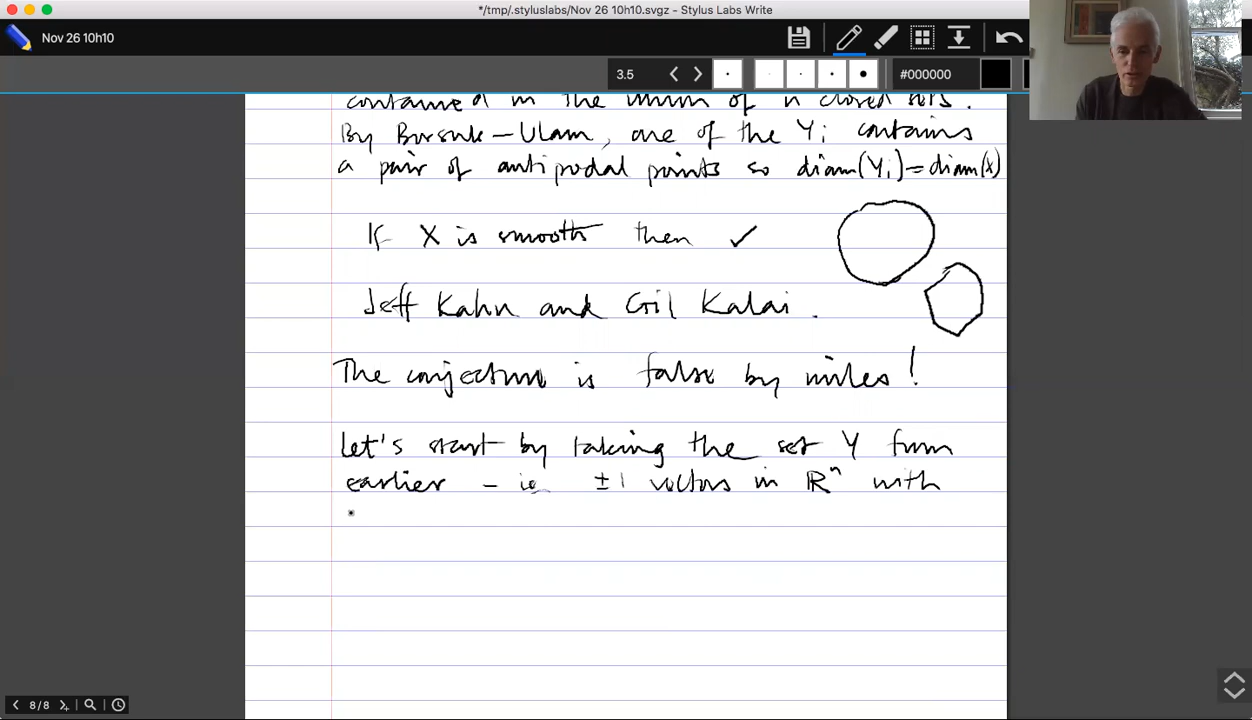 */tmp/.styluslabs/Nov 26 10h10.svgz - Stylus Labs Write
Nov 26 10h10
3.5
#000000
contained in the union of n closed sets.
By Borsuk-Ulam, one of the Yi contains
a pair of antipodal points so diam(Yi)=diam(X)
If X is smooth then ✓
Jeff Kahn and Gil Kalai.
The conjecture is false by miles!
Let's start by taking the set Y from
earlier - ie ±1 vectors in ℝⁿ with
8/8